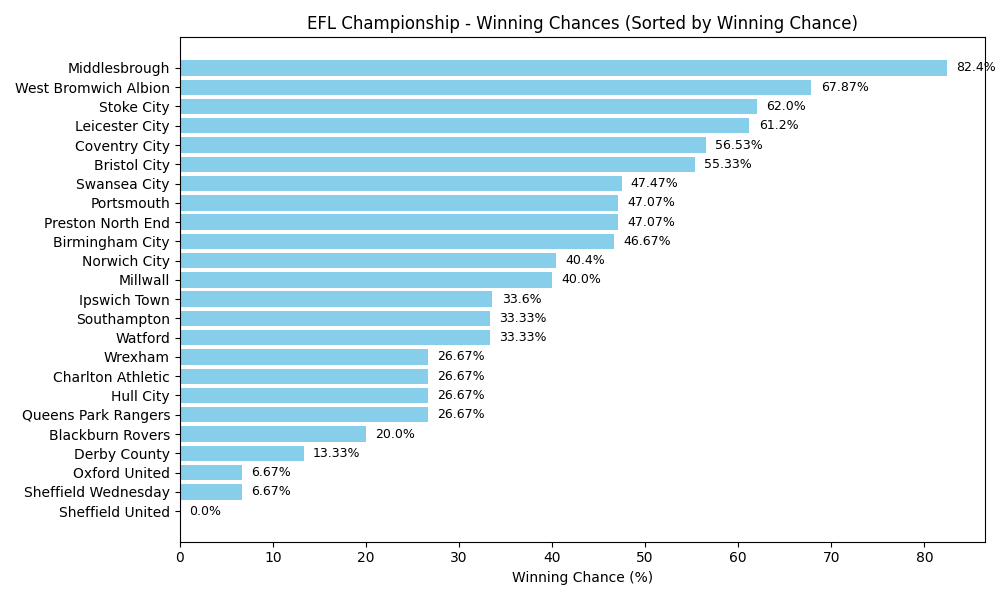 EFL Championship - Winning Chances (Sorted by Winning Chance)
Middlesbrough 82.4%
West Bromwich Albion 67.87%
Stoke City 62.0%
Leicester City 61.2%
Coventry City 56.53%
Bristol City 55.33%
Swansea City 47.47%
Portsmouth 47.07%
Preston North End 47.07%
Birmingham City 46.67%
Norwich City 40.4%
Millwall 40.0%
Ipswich Town 33.6%
Southampton 33.33%
Watford 33.33%
Wrexham 26.67%
Charlton Athletic 26.67%
Hull City 26.67%
Queens Park Rangers 26.67%
Blackburn Rovers 20.0%
Derby County 13.33%
Oxford United 6.67%
Sheffield Wednesday 6.67%
Sheffield United 0.0%
0 10 20 30 40 50 60 70 80
Winning Chance (%)